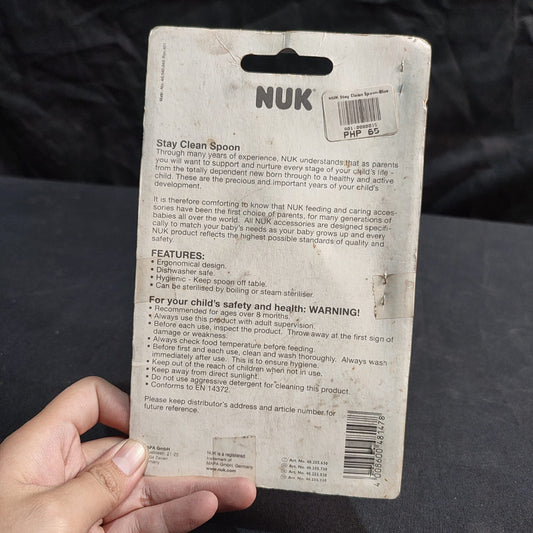 NUK
NUK Stay Clean Spoon-Blue
PHP 65
Stay Clean Spoon
Through many years of experience, NUK understands that as parents
you will want to support and nurture every stage of your child's life -
from the totally dependent new born through to a healthy and active
child. These are the precious and important years of your child's
development.
It is therefore comforting to know that NUK feeding and caring acces-
sories have been the first choice of parents, for many generations of
babies all over the world. All NUK accessories are designed specifi-
cally to match your baby's needs as your baby grows up and every
NUK product reflects the highest possible standards of quality and
safety.
FEATURES:
• Ergonomical design.
• Dishwasher safe.
• Hygienic - Keep spoon off table.
• Can be sterilised by boiling or steam steriliser.
For your child's safety and health: WARNING!
• Recommended for ages over 8 months.
• Always use this product with adult supervision.
• Before each use, inspect the product. Throw away at the first sign of
damage or weakness.
• Always check food temperature before feeding.
• Before first and each use, clean and wash thoroughly. Always wash
immediately after use. This is to ensure hygiene.
• Keep out of the reach of children when not in use.
• Keep away from direct sunlight.
• Do not use aggressive detergent for cleaning this product.
• Conforms to EN 14372.
Please keep distributor's address and article number for
future reference.
MAPA GmbH
NUK is a registered
trademark of
MAPA GmbH, Germany
www.nuk.com
4 008600 481478